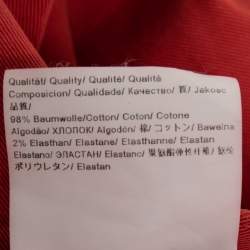 Qualität/ Quality/ Qualité/ Qualità
Composicion/ Qualidade/ Качество/ 質/ Jakość
品質/
98% Baumwolle/Cotton/ Coton/ Cotone
Algodão/ ХЛОПОК/ Algodón/ 棉/ コットン/ Bawełna
2% Elasthan/ Elastane/ Elasthanne/ Elastan
Elastano/ ЭЛАСТАН/ Elastano/
ポリウレタン/ Elastan